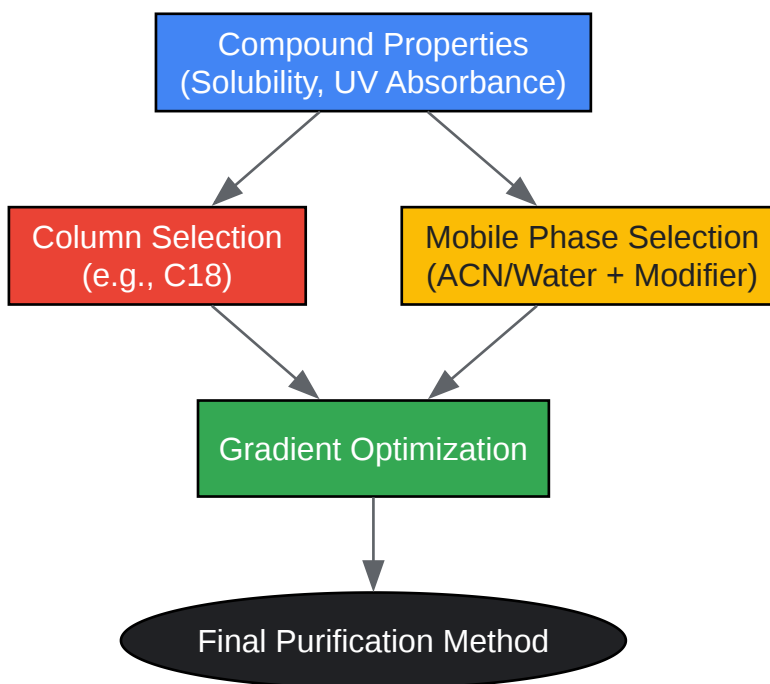 Compound Properties
(Solubility, UV Absorbance)
Column Selection
(e.g., C18)
Mobile Phase Selection
(ACN/Water + Modifier)
Gradient Optimization
Final Purification Method